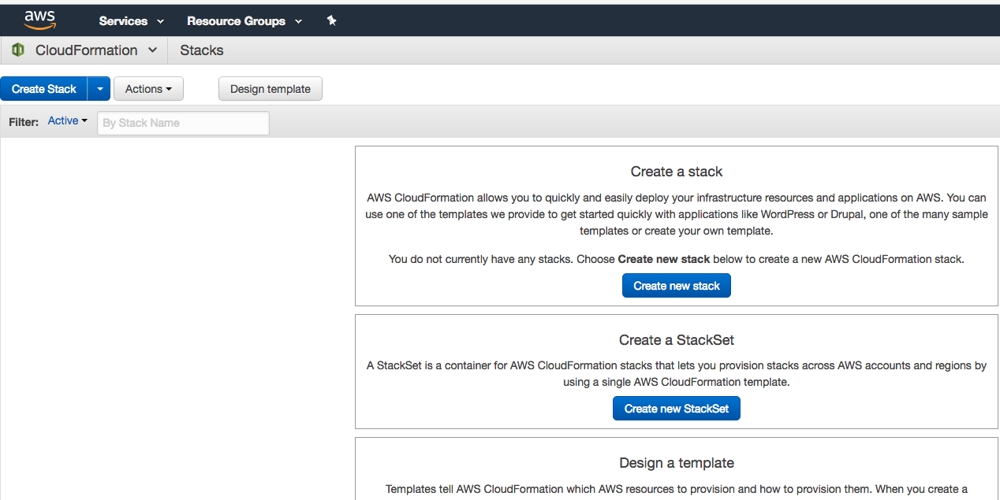 aws Services Resource Groups
CloudFormation Stacks
Create Stack Actions Design template
Filter: Active By Stack Name
Create a stack
AWS CloudFormation allows you to quickly and easily deploy your infrastructure resources and applications on AWS. You can
use one of the templates we provide to get started quickly with applications like WordPress or Drupal, one of the many sample
templates or create your own template.
You do not currently have any stacks. Choose Create new stack below to create a new AWS CloudFormation stack.
Create new stack
Create a StackSet
A StackSet is a container for AWS CloudFormation stacks that lets you provision stacks across AWS accounts and regions by
using a single AWS CloudFormation template.
Create new StackSet
Design a template
Templates tell AWS CloudFormation which AWS resources to provision and how to provision them. When you create a